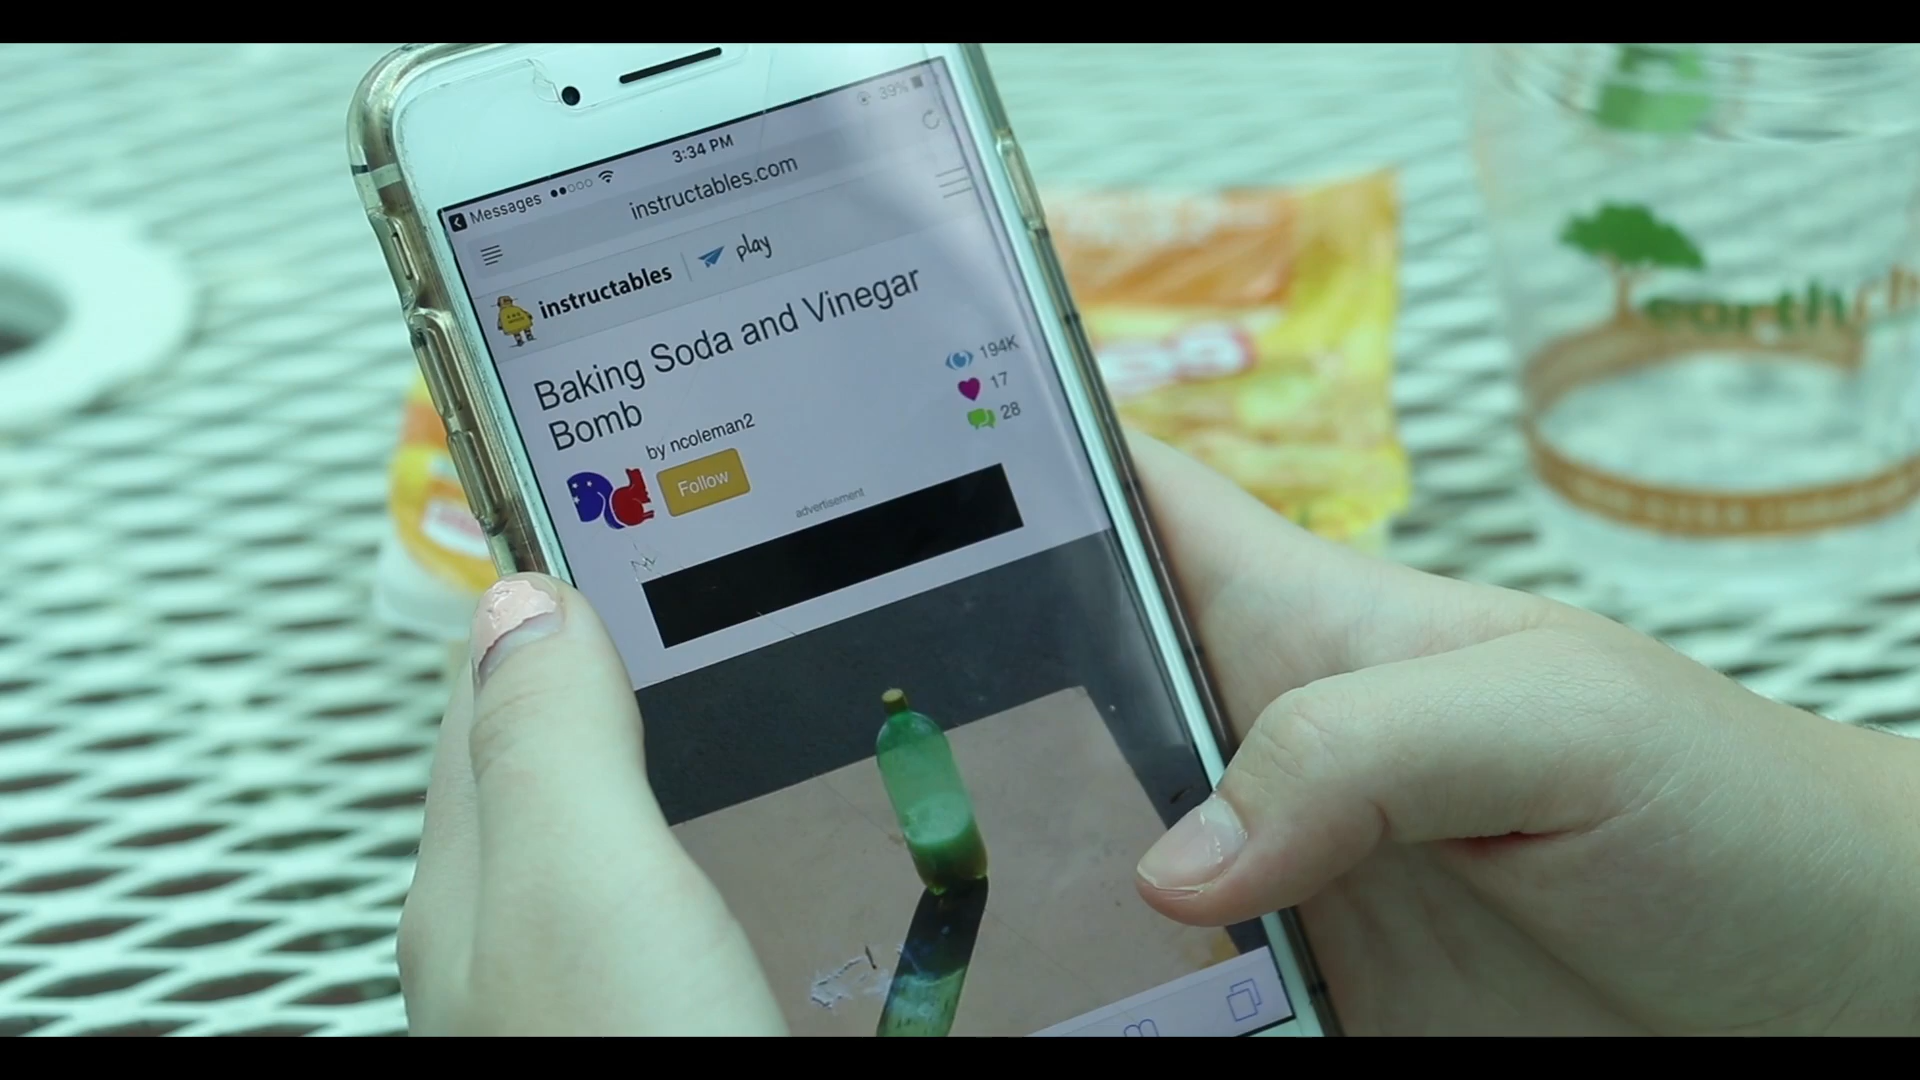 Messages 3:34 PM 39%
instructables.com
instructables play
Baking Soda and Vinegar
Bomb
by ncoleman2
Follow
194K
17
28
advertisement
earth